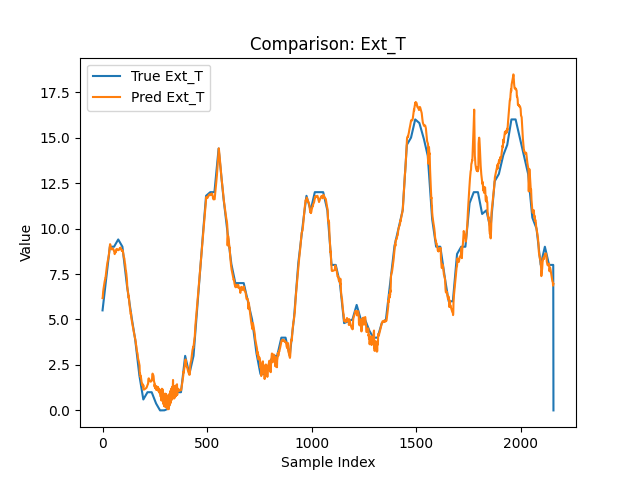 Comparison: Ext_T
True Ext_T
Pred Ext_T
Value
17.5
15.0
12.5
10.0
7.5
5.0
2.5
0.0
0
500
1000
1500
2000
Sample Index